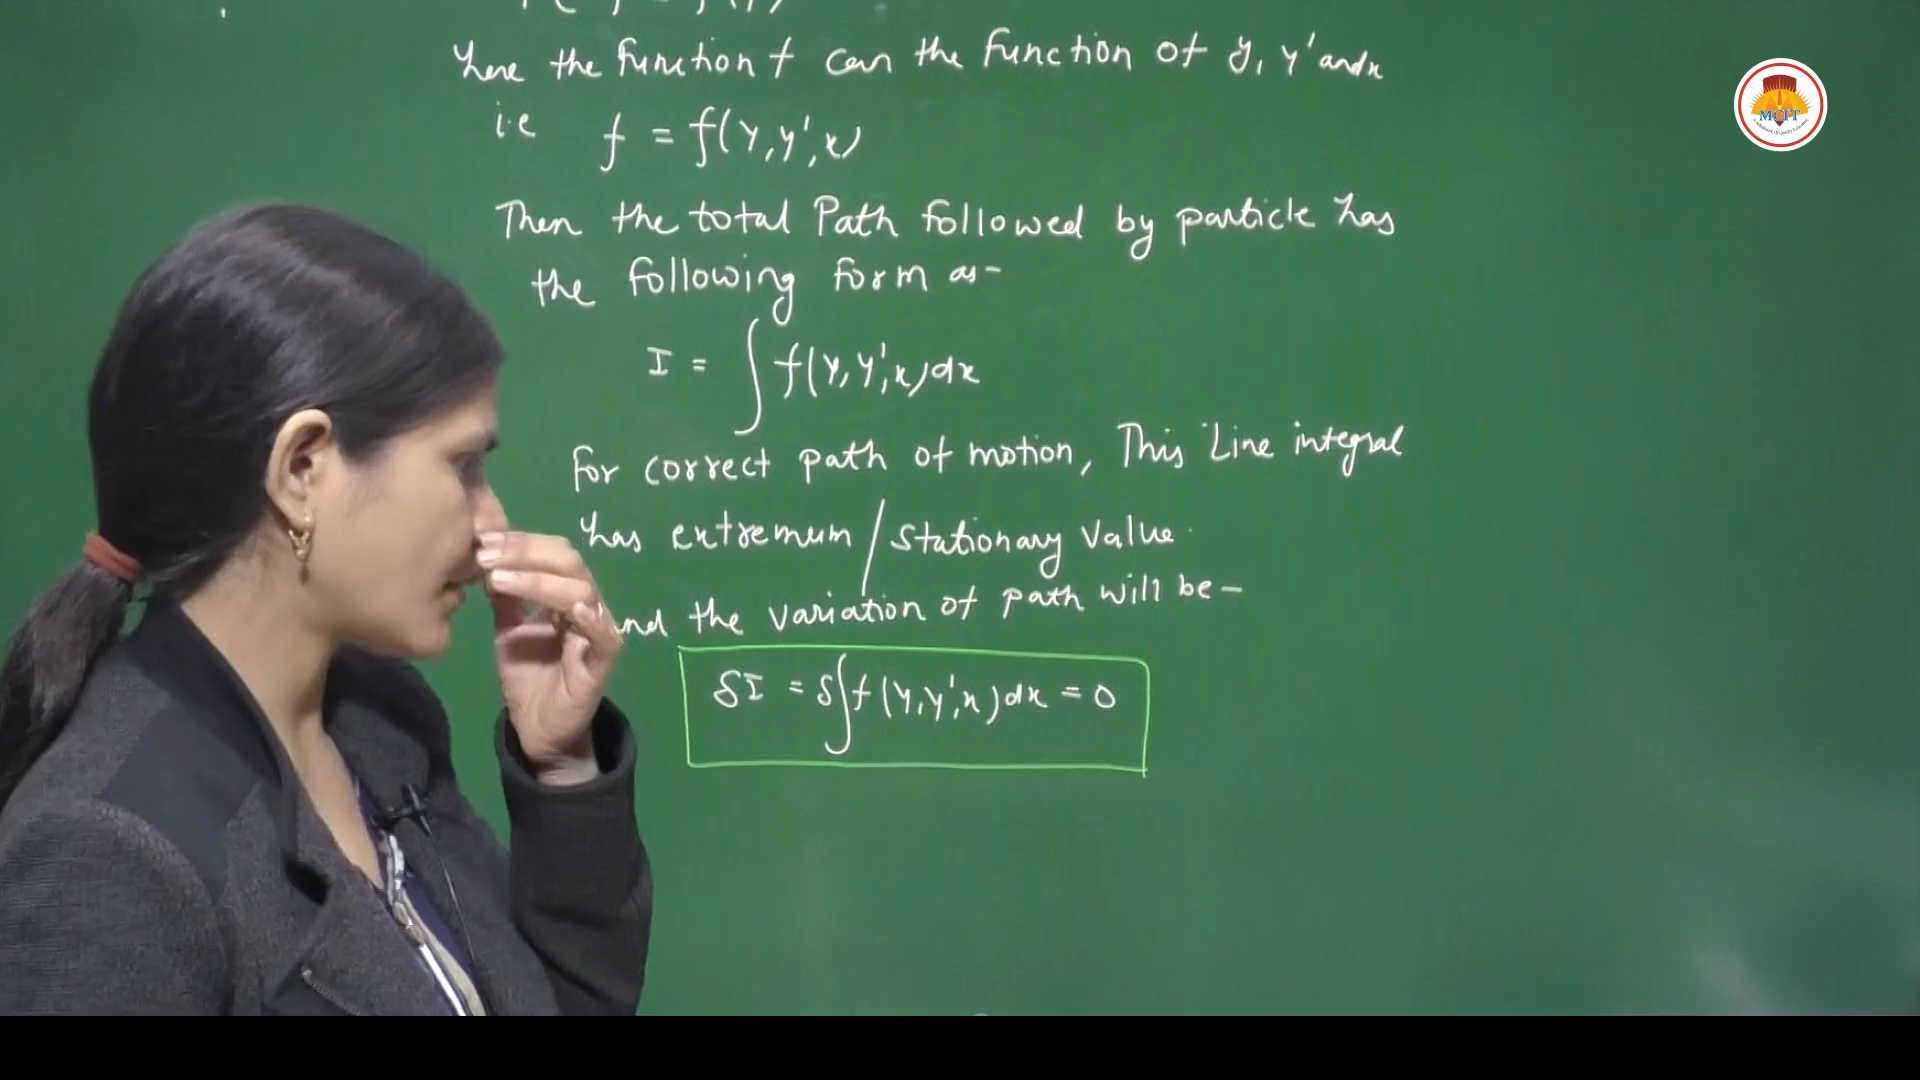 here the function f can the function of y, y' and x
i.e f = f(y, y', x)
Then the total Path followed by particle has
the following form as-
I = ∫ f(y, y', x) dx
For correct path of motion, This Line integral
has extremum / stationary value.
and the variation of path will be -
δI = δ∫ f (y, y', x) dx = 0
MCPT